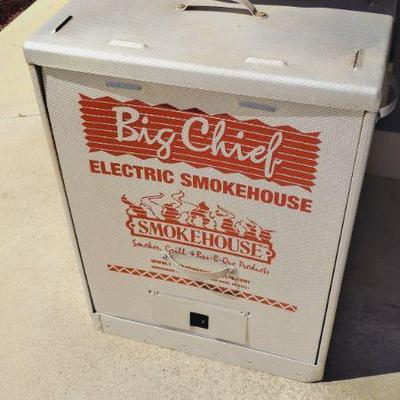 Big Chief
ELECTRIC SMOKEHOUSE
SMOKEHOUSE
Smoker, Grill & Bar-B-Que Products